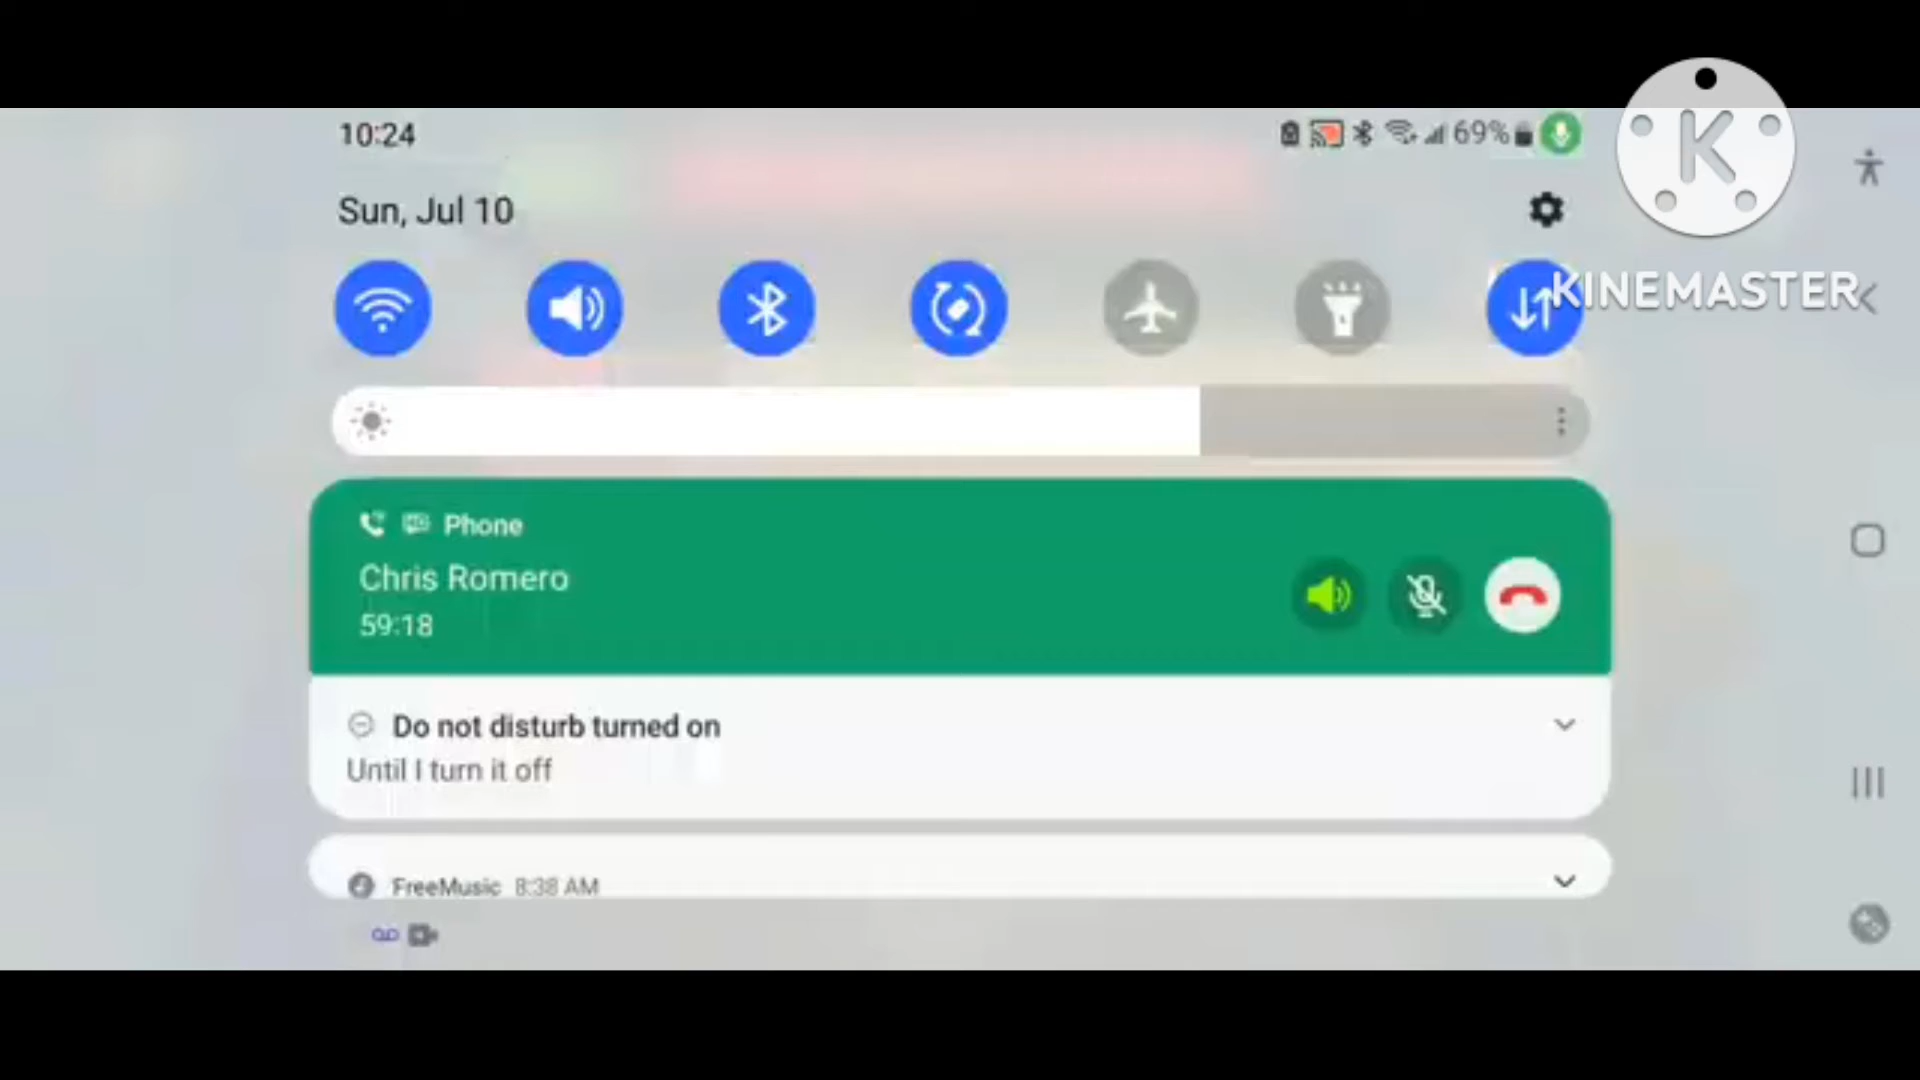 10:24
69%
Sun, Jul 10
K
KINEMASTER
Phone
Chris Romero
59:18
Do not disturb turned on
Until I turn it off
FreeMusic 8:38 AM